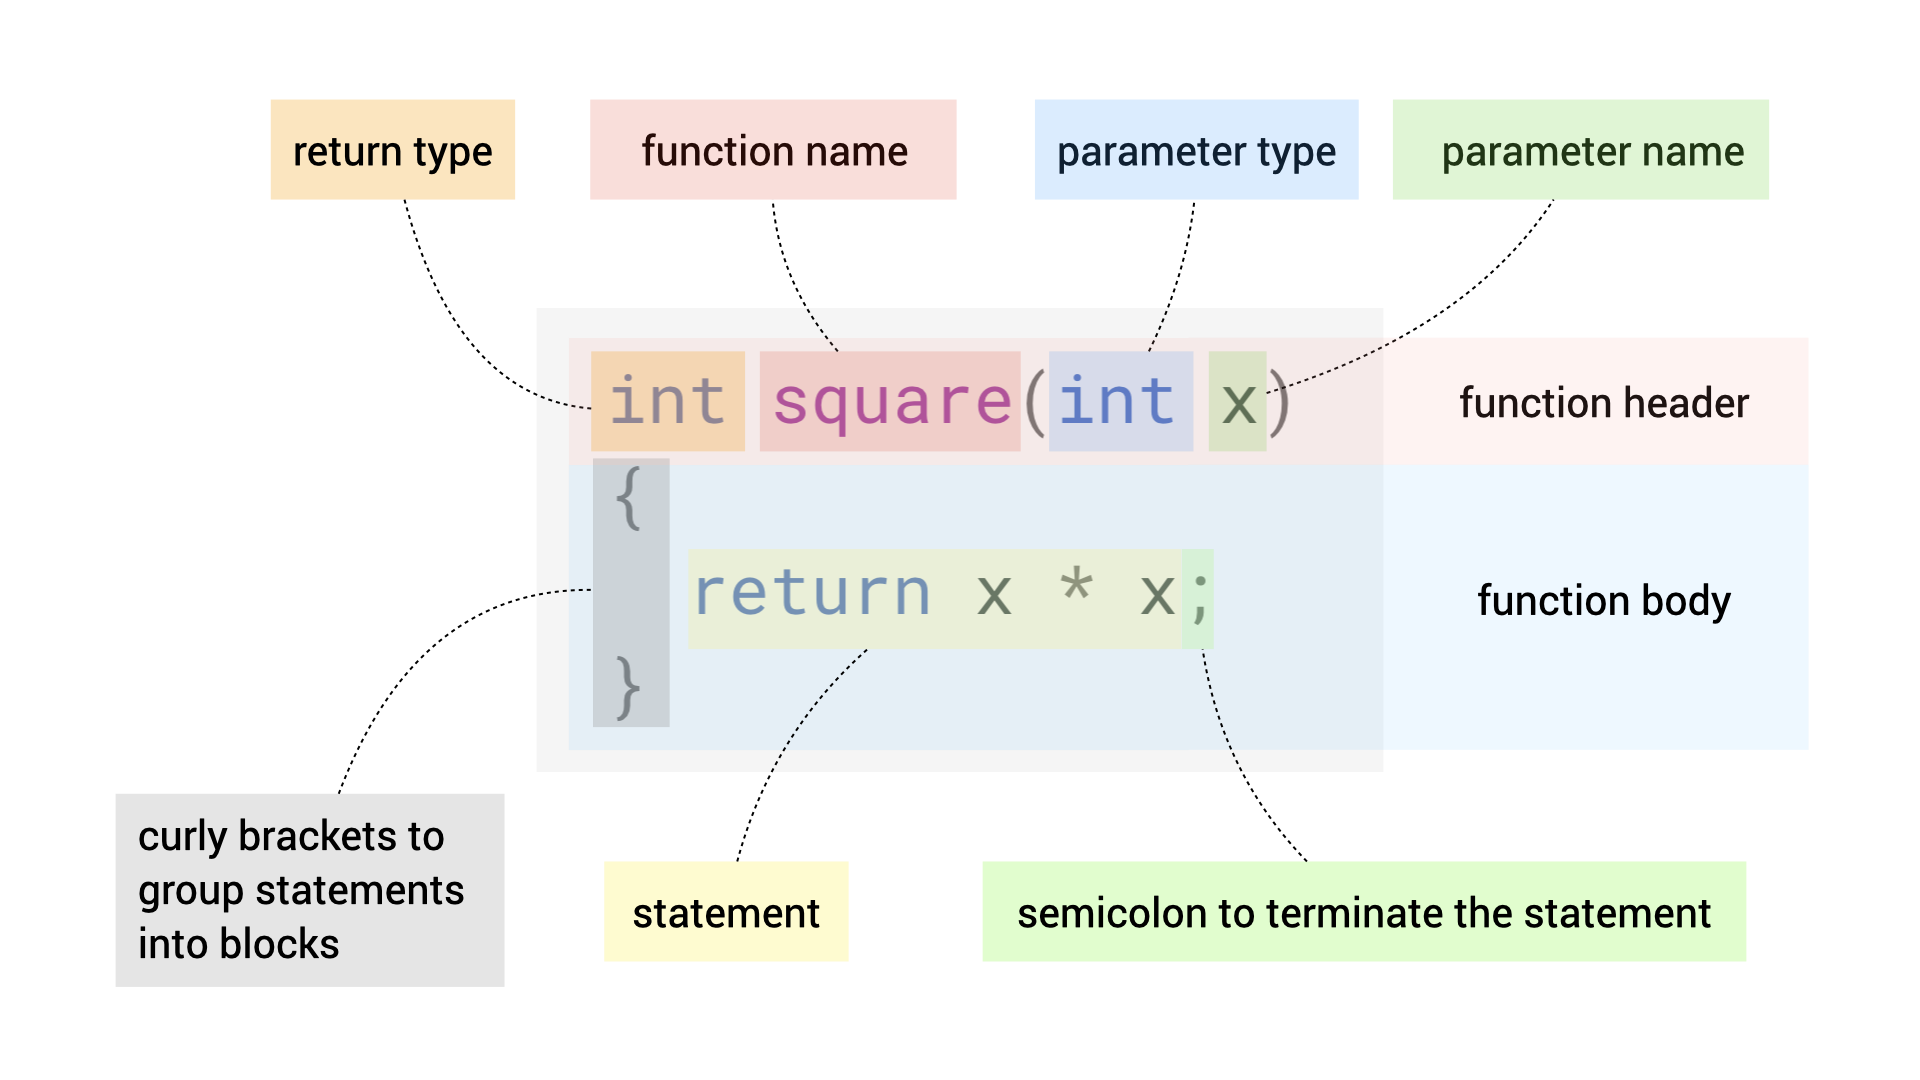 return type
function name
parameter type
parameter name
int square(int x)
function header
{
return x * x;
function body
}
curly brackets to
group statements
into blocks
statement
semicolon to terminate the statement